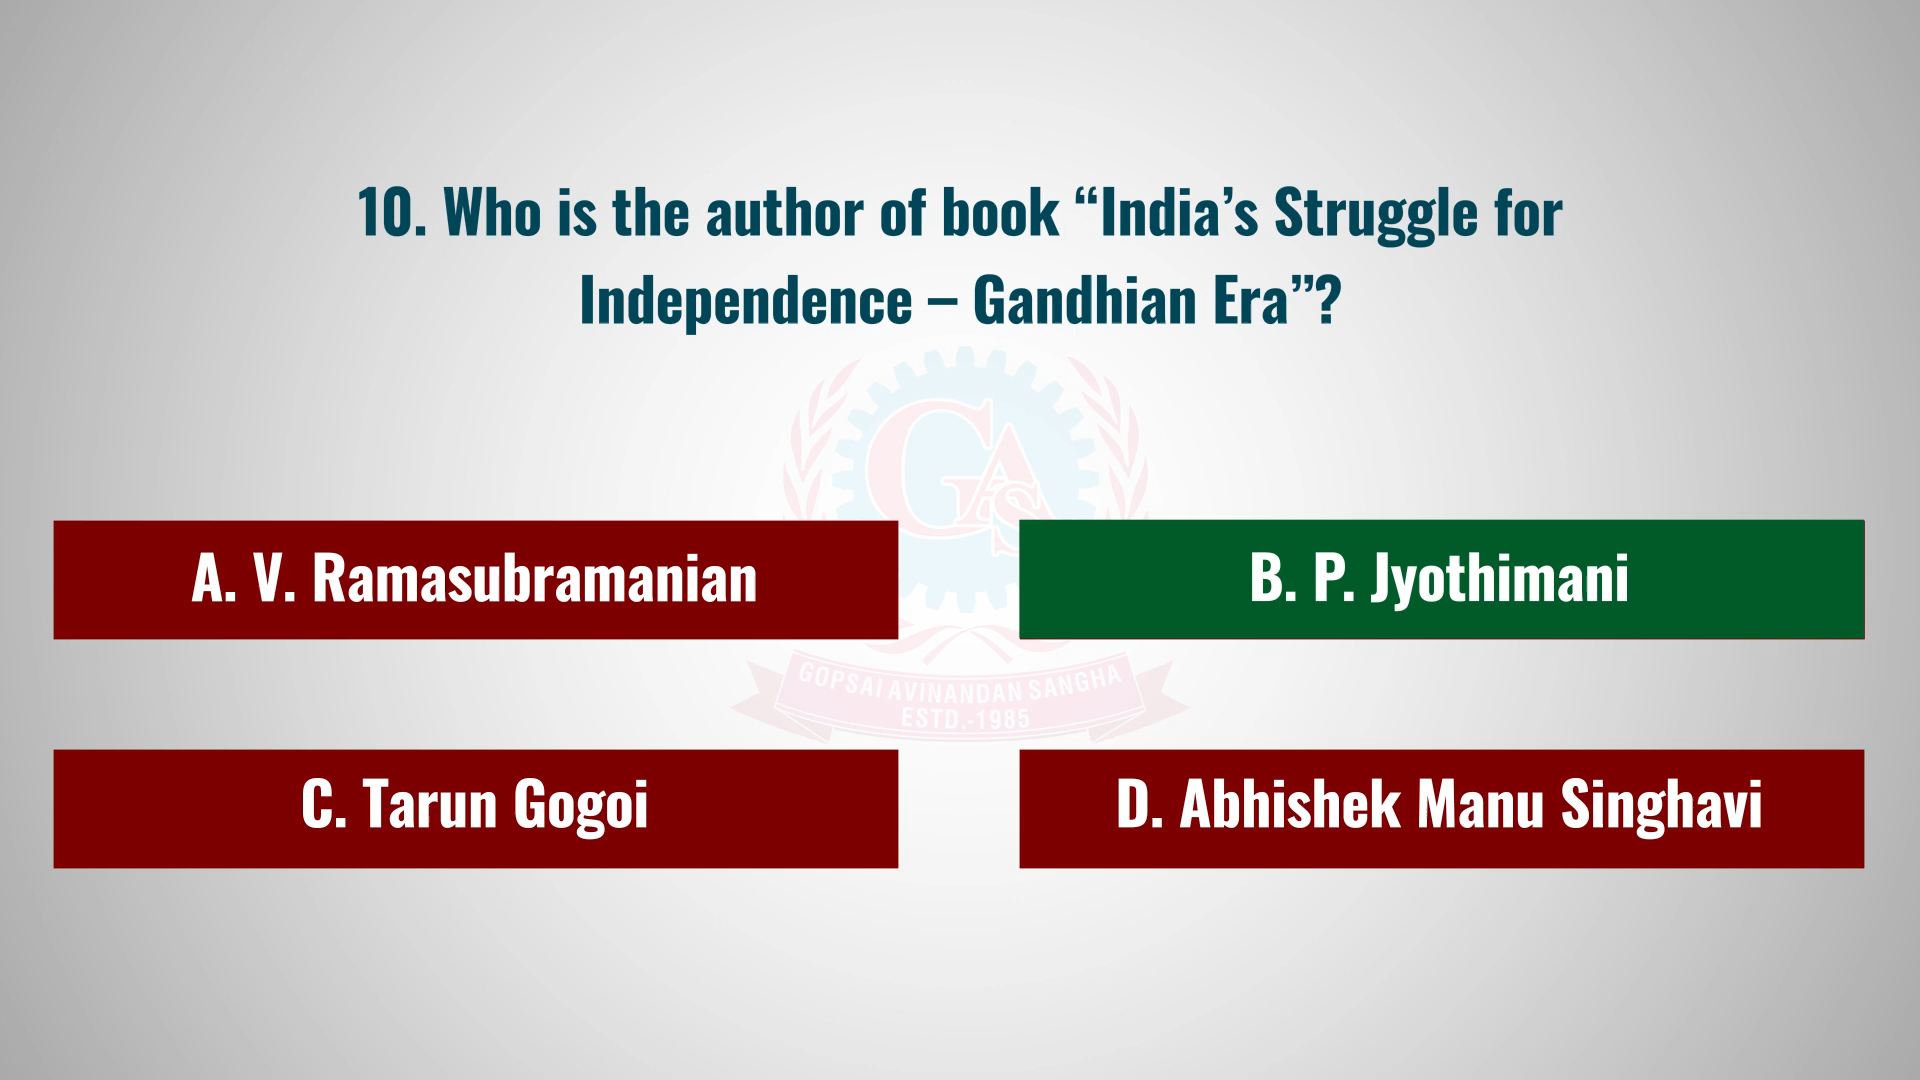 10. Who is the author of book “India’s Struggle for
Independence – Gandhian Era”?
GAS
A. V. Ramasubramanian
B. P. Jyothimani
GOPSAI AVINANDAN SANGHA
ESTD.-1985
C. Tarun Gogoi
D. Abhishek Manu Singhavi